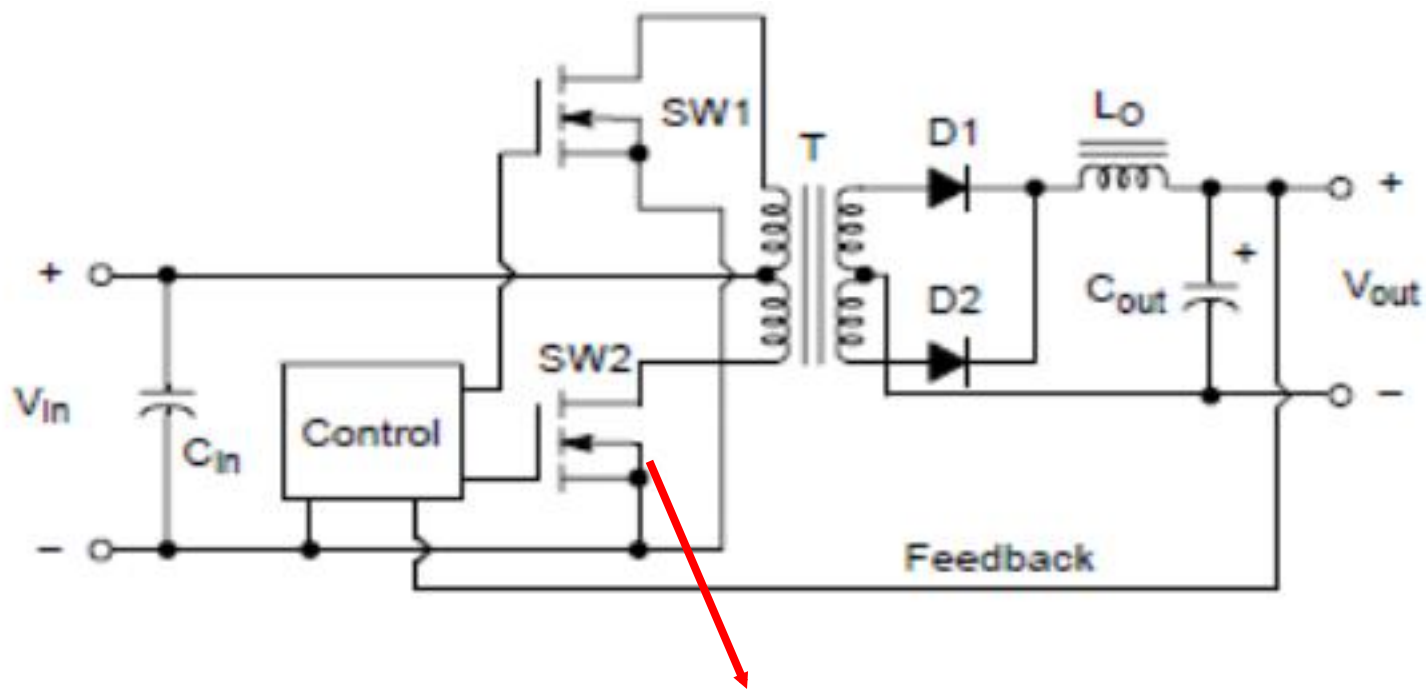 SW1
T
D1
LO
+
+
+
Vin
Cin
Control
SW2
D2
Cout
Vout
−
−
Feedback